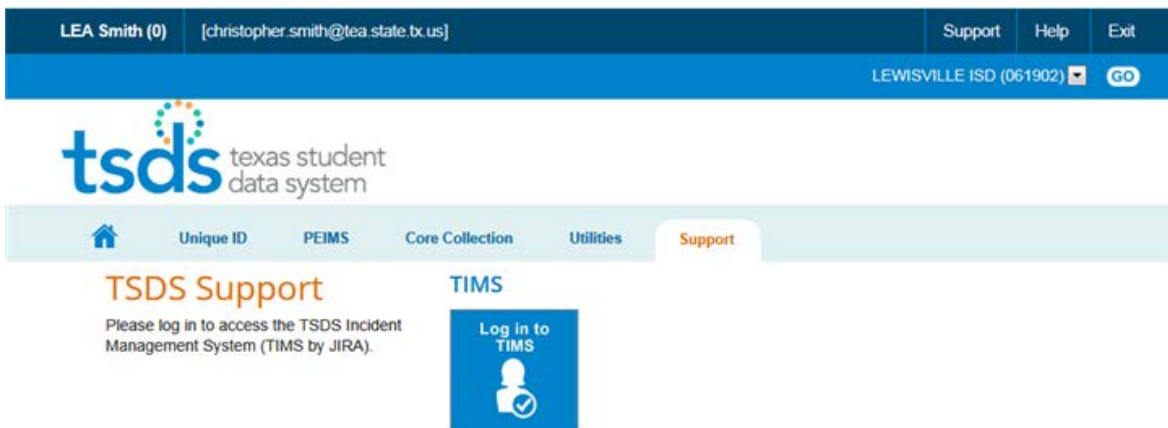 LEA Smith (0) [christopher.smith@tea.state.tx.us] Support Help Exit
LEWISVILLE ISD (061902) GO
tsds texas student
data system
Unique ID PEIMS Core Collection Utilities Support
TSDS Support
Please log in to access the TSDS Incident
Management System (TIMS by JIRA).
TIMS
Log in to
TIMS